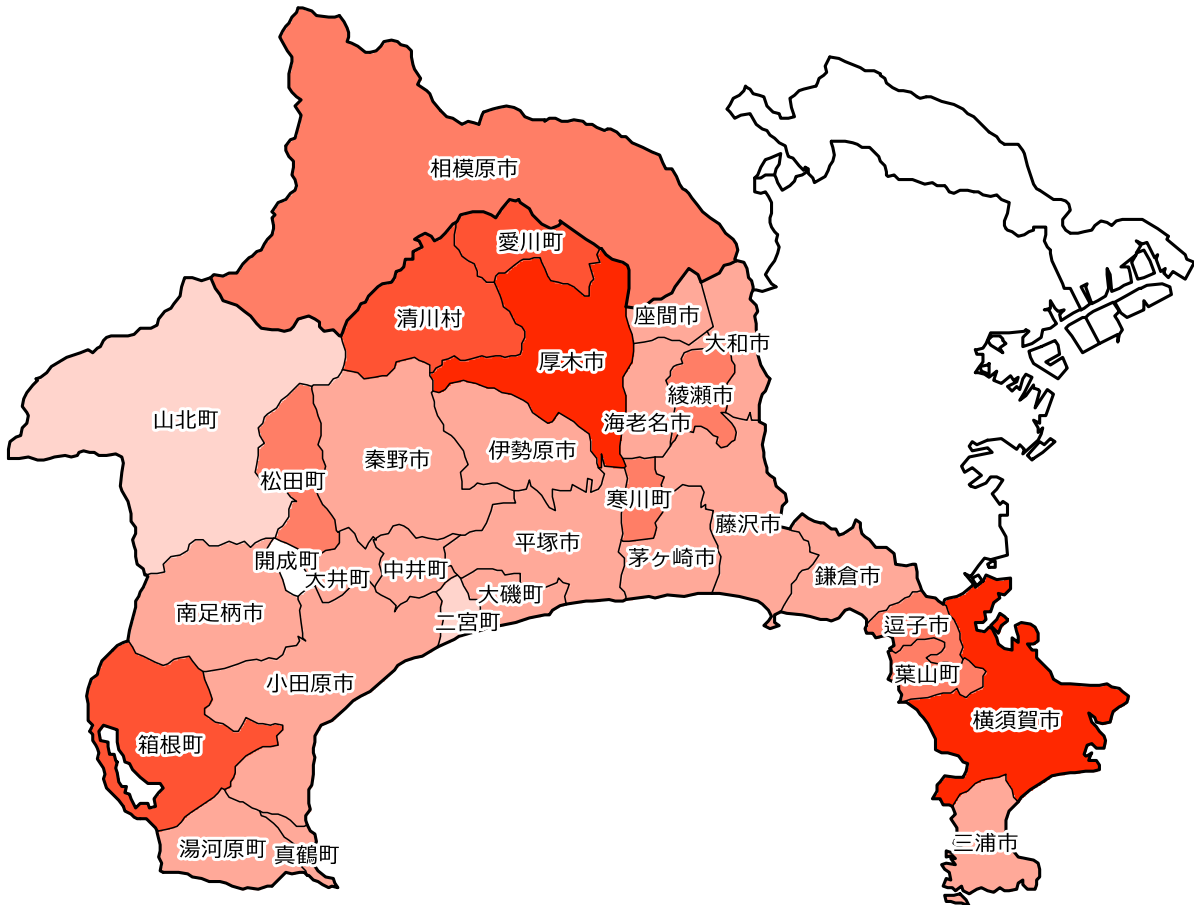 相模原市
愛川町
清川村
座間市
大和市
厚木市
綾瀬市
山北町
海老名市
伊勢原市
秦野市
松田町
寒川町
藤沢市
平塚市
茅ヶ崎市
開成町
大井町
中井町
鎌倉市
大磯町
南足柄市
二宮町
逗子市
葉山町
小田原市
横須賀市
箱根町
三浦市
湯河原町
真鶴町